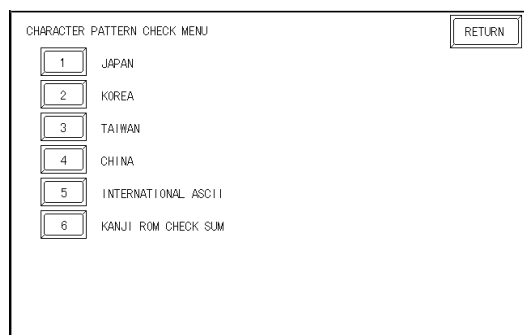 CHARACTER PATTERN CHECK MENU
RETURN
1 JAPAN
2 KOREA
3 TAIWAN
4 CHINA
5 INTERNATIONAL ASCII
6 KANJI ROM CHECK SUM